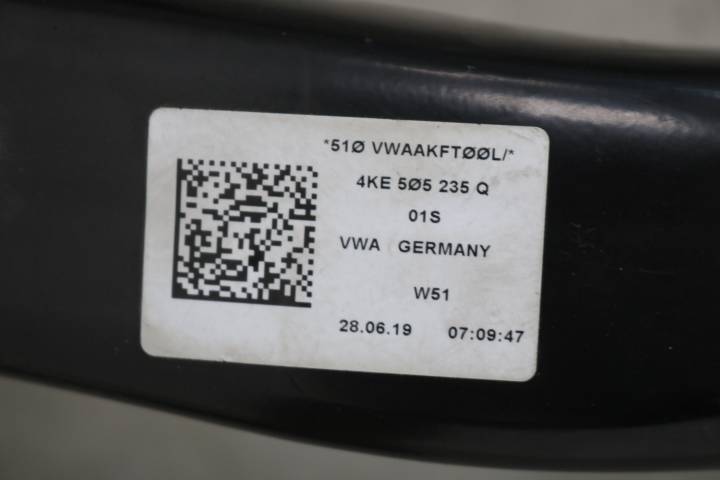 *51Ø VWAAKFTØØL/*
4KE 5Ø5 235 Q
01S
VWA GERMANY
W51
28.06.19 07:09:47